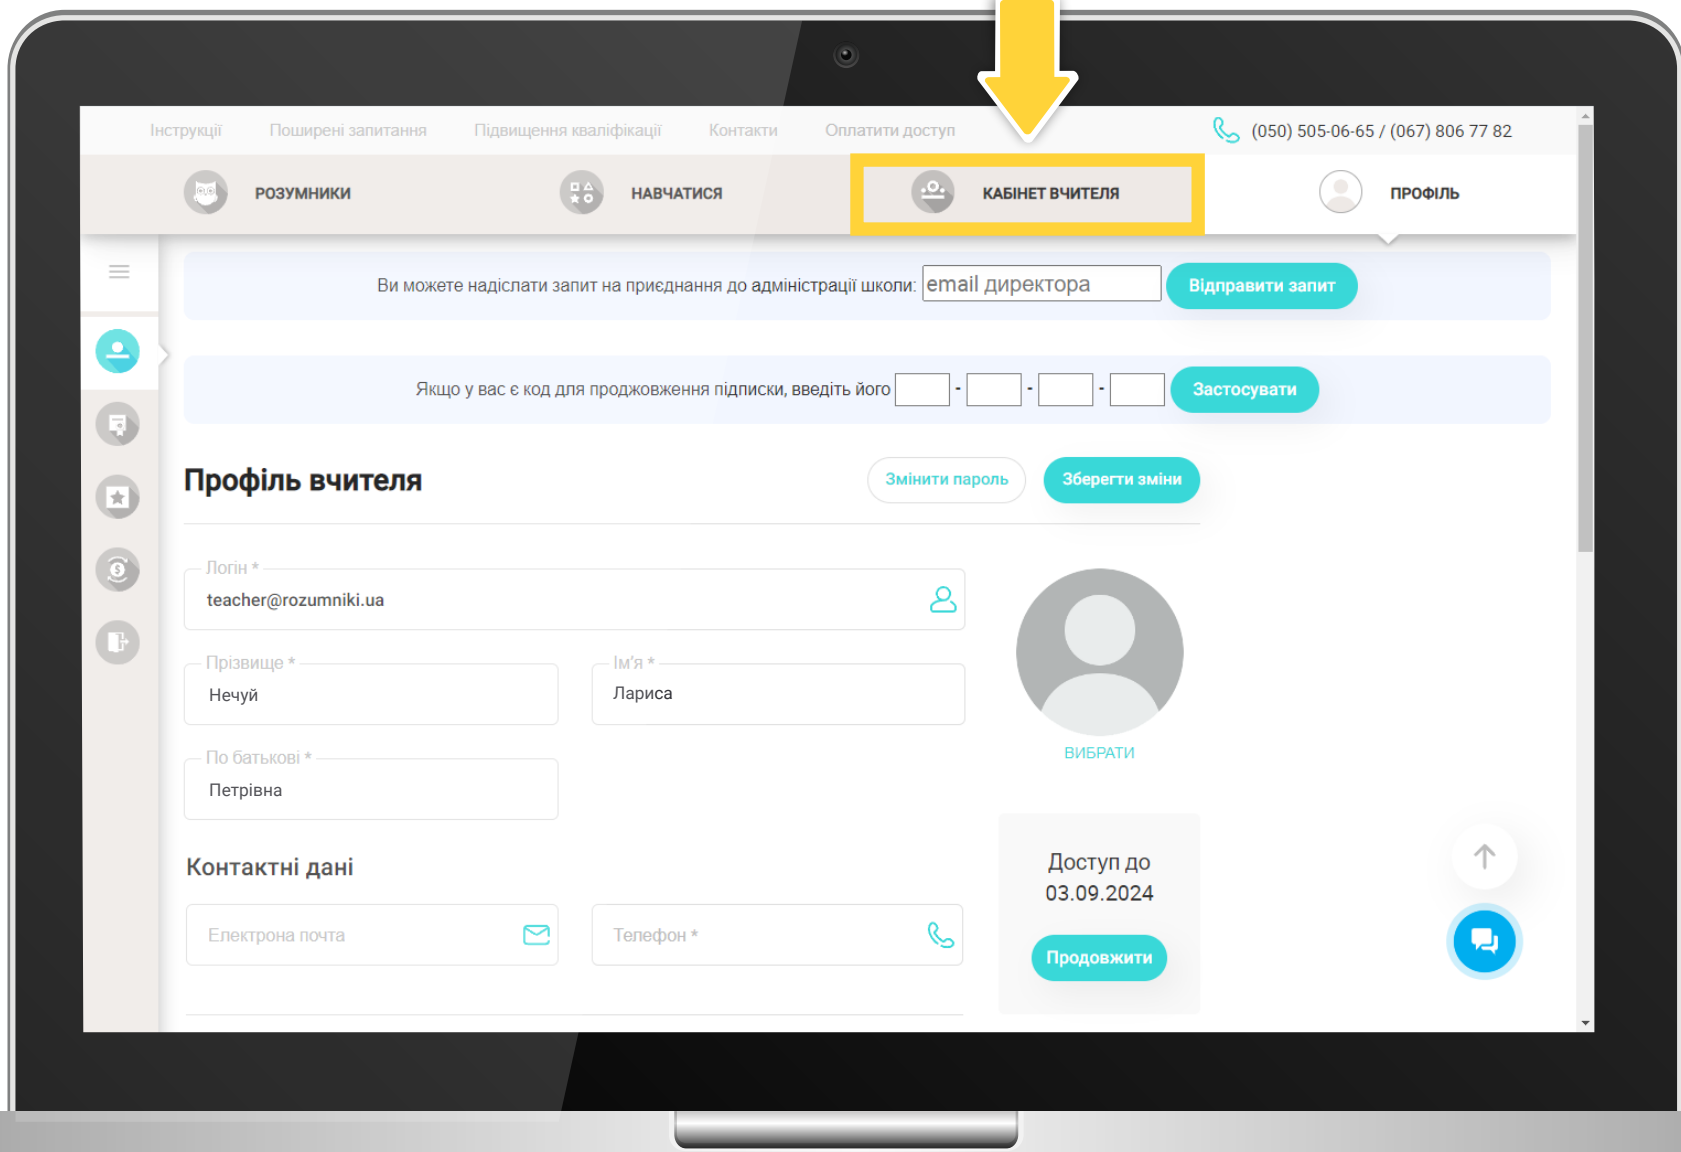 Інструкції Поширені запитання Підвищення кваліфікації Контакти Оплатити доступ (050) 505-06-65 / (067) 806 77 82
РОЗУМНИКИ НАВЧАТИСЯ КАБІНЕТ ВЧИТЕЛЯ ПРОФІЛЬ
Ви можете надіслати запит на приєднання до адміністрації школи: email директора Відправити запит
Якщо у вас є код для проджовження підписки, введіть його - - - Застосувати
Профіль вчителя Змінити пароль Зберегти зміни
Логін *
teacher@rozumniki.ua
Прізвище * Ім'я *
Нечуй Лариса
ВИБРАТИ
По батькові *
Петрівна
Контактні дані
Доступ до
03.09.2024
Електрона почта Телефон *
Продовжити